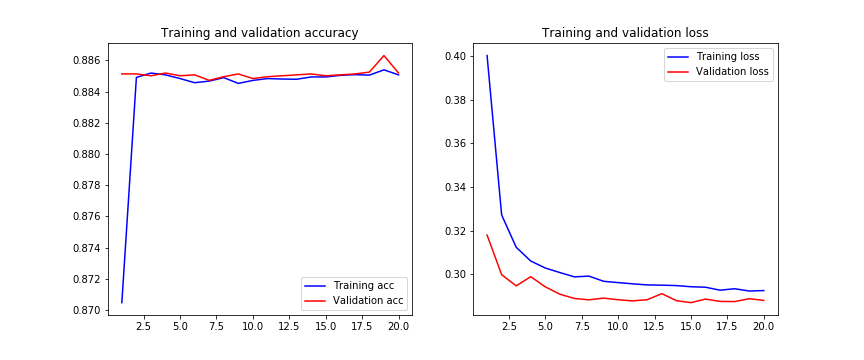 Training and validation accuracy
0.886
0.884
0.882
0.880
0.878
0.876
0.874
0.872
0.870
2.5 5.0 7.5 10.0 12.5 15.0 17.5 20.0
Training acc
Validation acc
Training and validation loss
0.40
0.38
0.36
0.34
0.32
0.30
2.5 5.0 7.5 10.0 12.5 15.0 17.5 20.0
Training loss
Validation loss